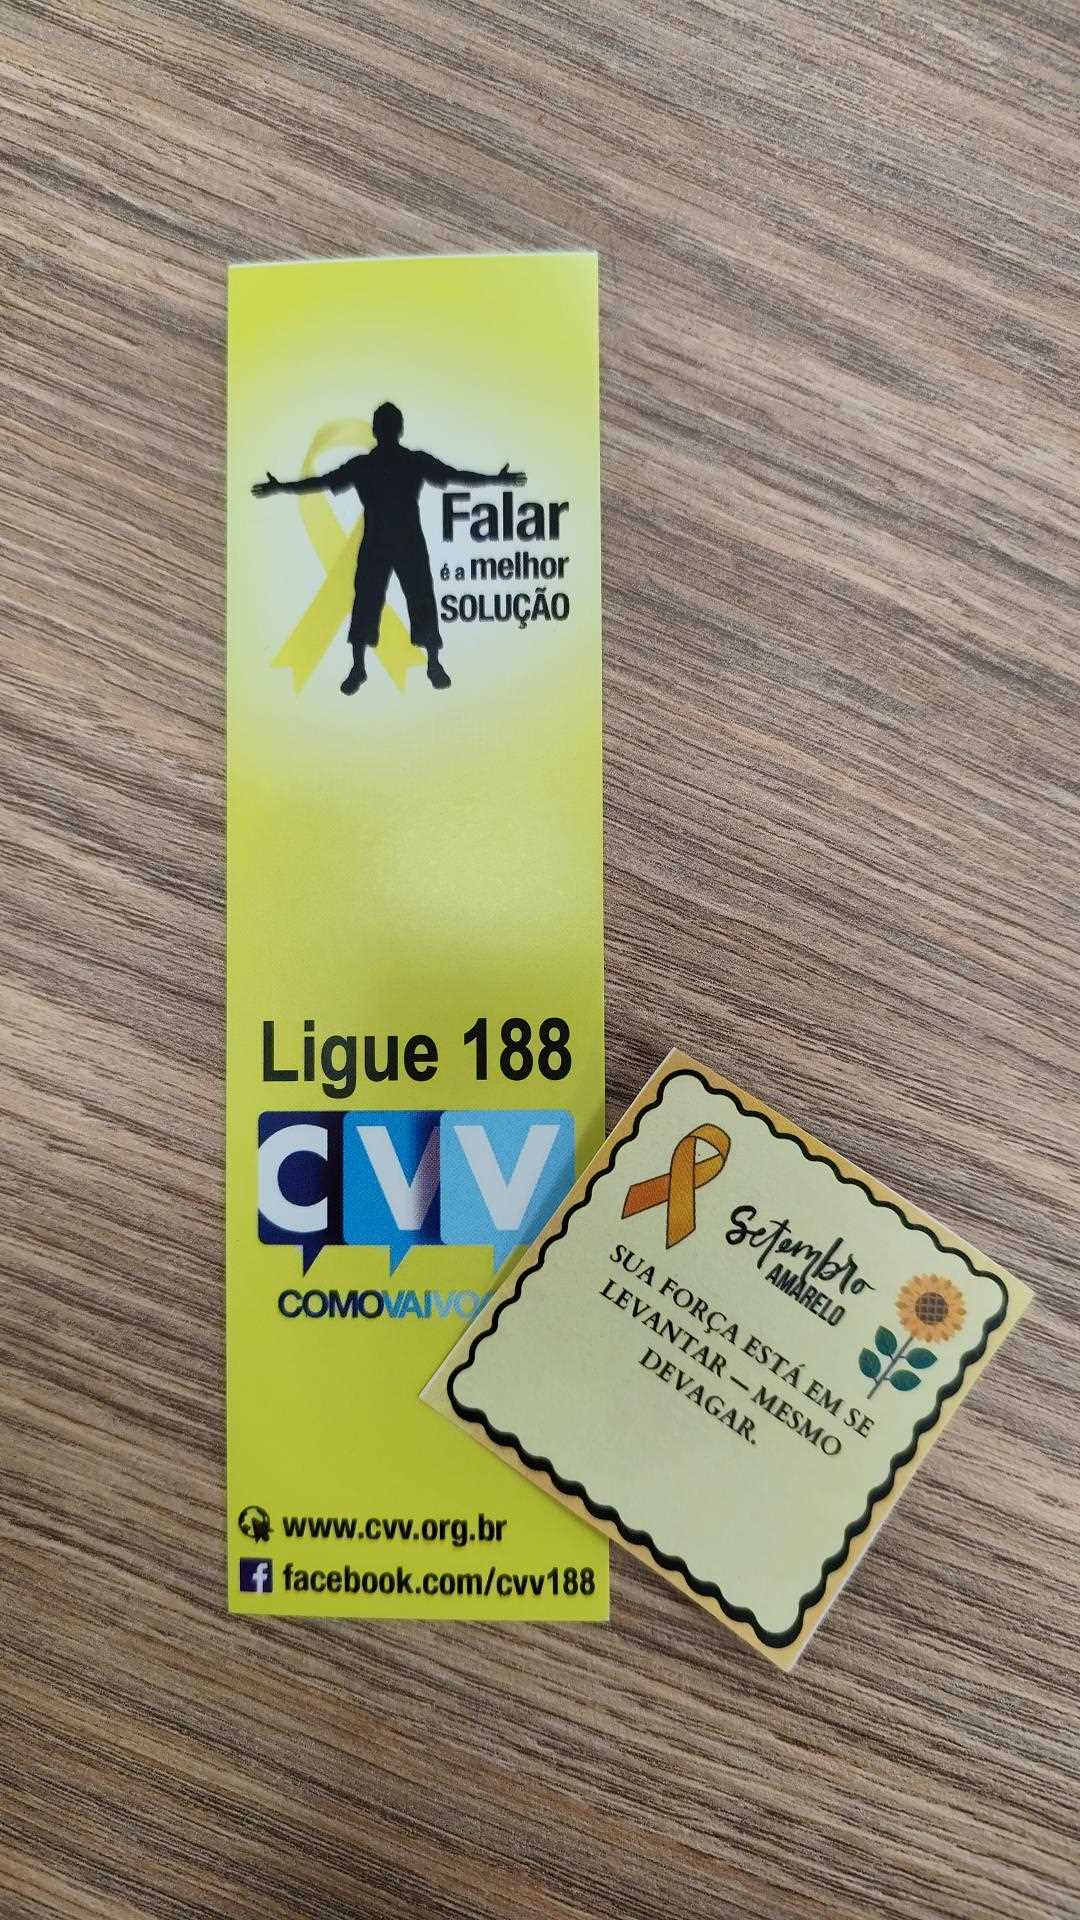 Falar
é a melhor
SOLUÇÃO
Ligue 188
CVV
www.cvv.org.br
facebook.com/cvv188
Setembro
AMARELO
SUA FORÇA ESTÁ EM SE
LEVANTAR – MESMO
DEVAGAR.